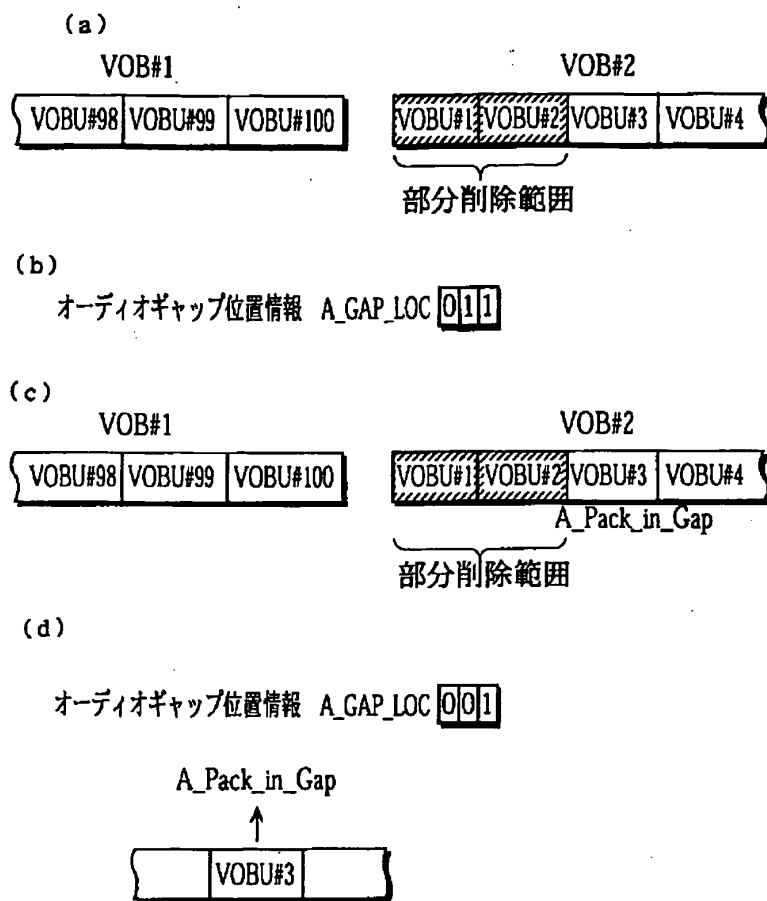 (a)
VOB#1 VOB#2
VOBU#98 VOBU#99 VOBU#100 VOBU#1 VOBU#2 VOBU#3 VOBU#4
部分削除範囲
(b)
オーディオギャップ位置情報 A_GAP_LOC 0 1 1
(c)
VOB#1 VOB#2
VOBU#98 VOBU#99 VOBU#100 VOBU#1 VOBU#2 VOBU#3 VOBU#4
A_Pack_in_Gap
部分削除範囲
(d)
オーディオギャップ位置情報 A_GAP_LOC 0 0 1
A_Pack_in_Gap
VOBU#3